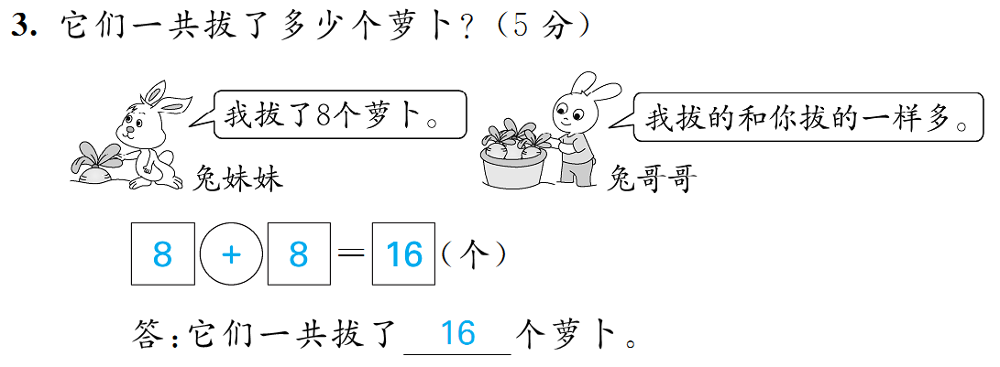 3. 它们一共拔了多少个萝卜?(5 分)
我拔了8个萝卜。
我拔的和你拔的一样多。
兔妹妹
兔哥哥
8 + 8 = 16 (个)
答:它们一共拔了 16 个萝卜。